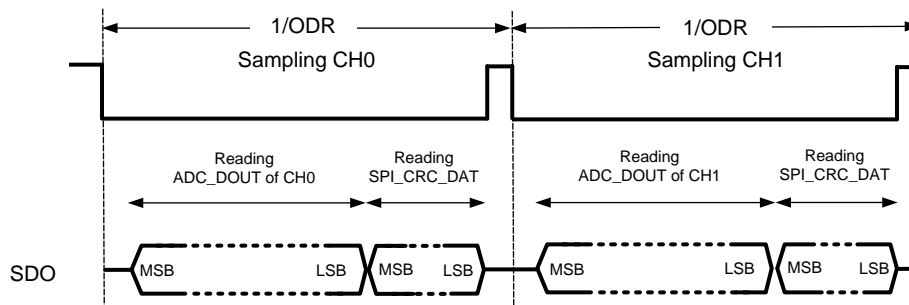 1/ODR
1/ODR
Sampling CH0
Sampling CH1
Reading
ADC_DOUT of CH0
Reading
SPI_CRC_DAT
Reading
ADC_DOUT of CH1
Reading
SPI_CRC_DAT
SDO
MSB
LSB
MSB
LSB
MSB
LSB
MSB
LSB